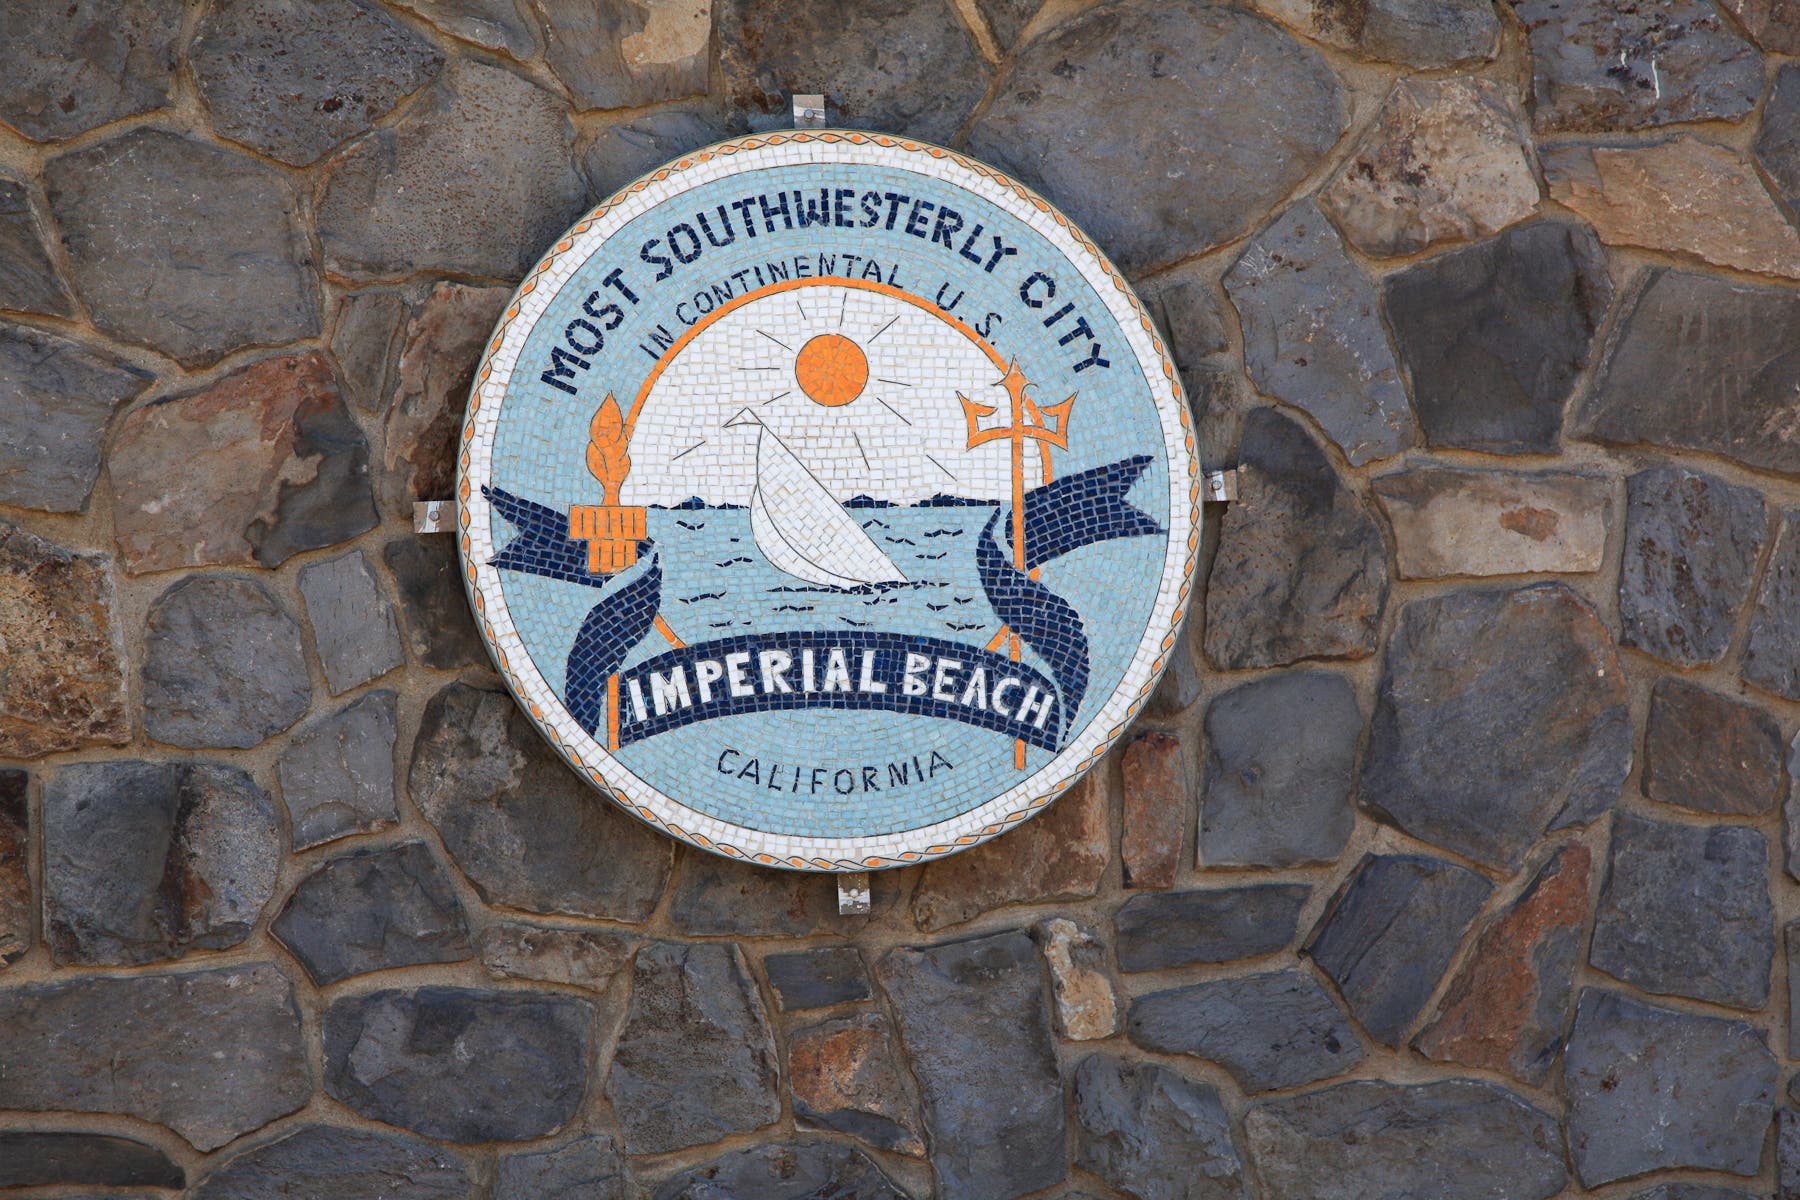 MOST SOUTHWESTERLY CITY
IN CONTINENTAL U.S.
IMPERIAL BEACH
CALIFORNIA